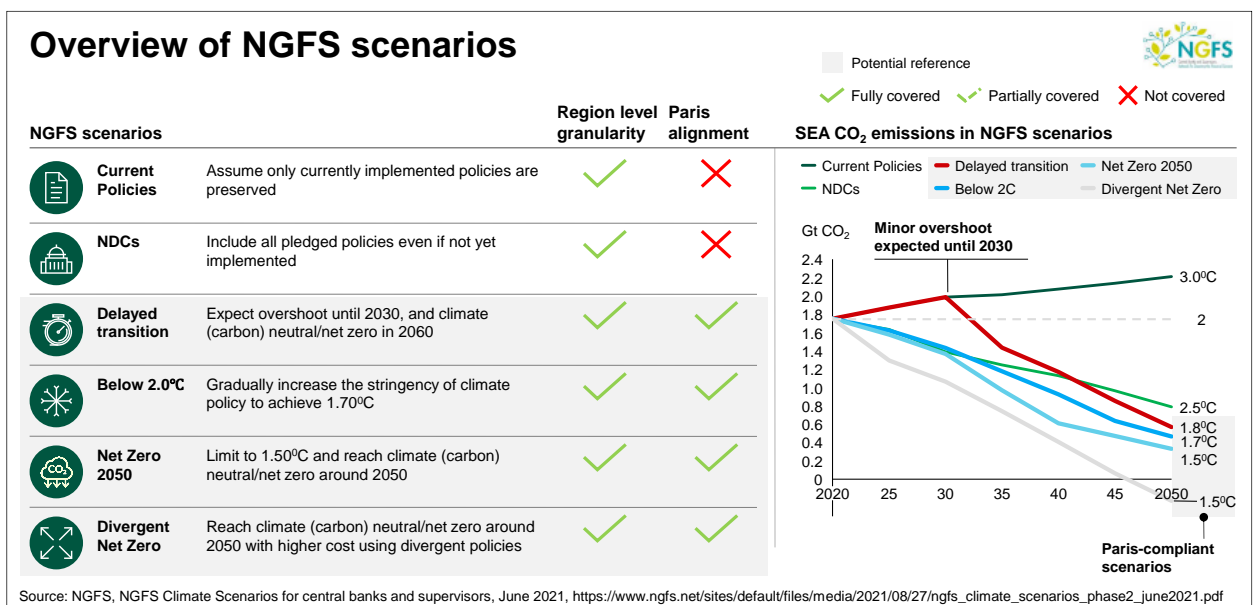 Overview of NGFS scenarios
NGFS
Potential reference
Fully covered
Partially covered
Not covered
NGFS scenarios
Region level granularity
Paris alignment
Current Policies
Assume only currently implemented policies are
preserved
NDCs
Include all pledged policies even if not yet
implemented
Delayed transition
Expect overshoot until 2030, and climate
(carbon) neutral/net zero in 2060
Below 2.0°C
Gradually increase the stringency of climate
policy to achieve 1.70⁰C
CO₂
Net Zero 2050
Limit to 1.50⁰C and reach climate (carbon)
neutral/net zero around 2050
Divergent Net Zero
Reach climate (carbon) neutral/net zero around
2050 with higher cost using divergent policies
SEA CO₂ emissions in NGFS scenarios
Current Policies
Delayed transition
Net Zero 2050
NDCs
Below 2C
Divergent Net Zero
Gt CO₂
Minor overshoot
expected until 2030
2.4
2.2
2.0
1.8
1.6
1.4
1.2
1.0
0.8
0.6
0.4
0.2
0
2020 25 30 35 40 45 2050
3.0⁰C
2
2.5⁰C
1.8⁰C
1.7⁰C
1.5⁰C
1.5⁰C
Paris-compliant
scenarios
Source: NGFS, NGFS Climate Scenarios for central banks and supervisors, June 2021, https://www.ngfs.net/sites/default/files/media/2021/08/27/ngfs_climate_scenarios_phase2_june2021.pdf